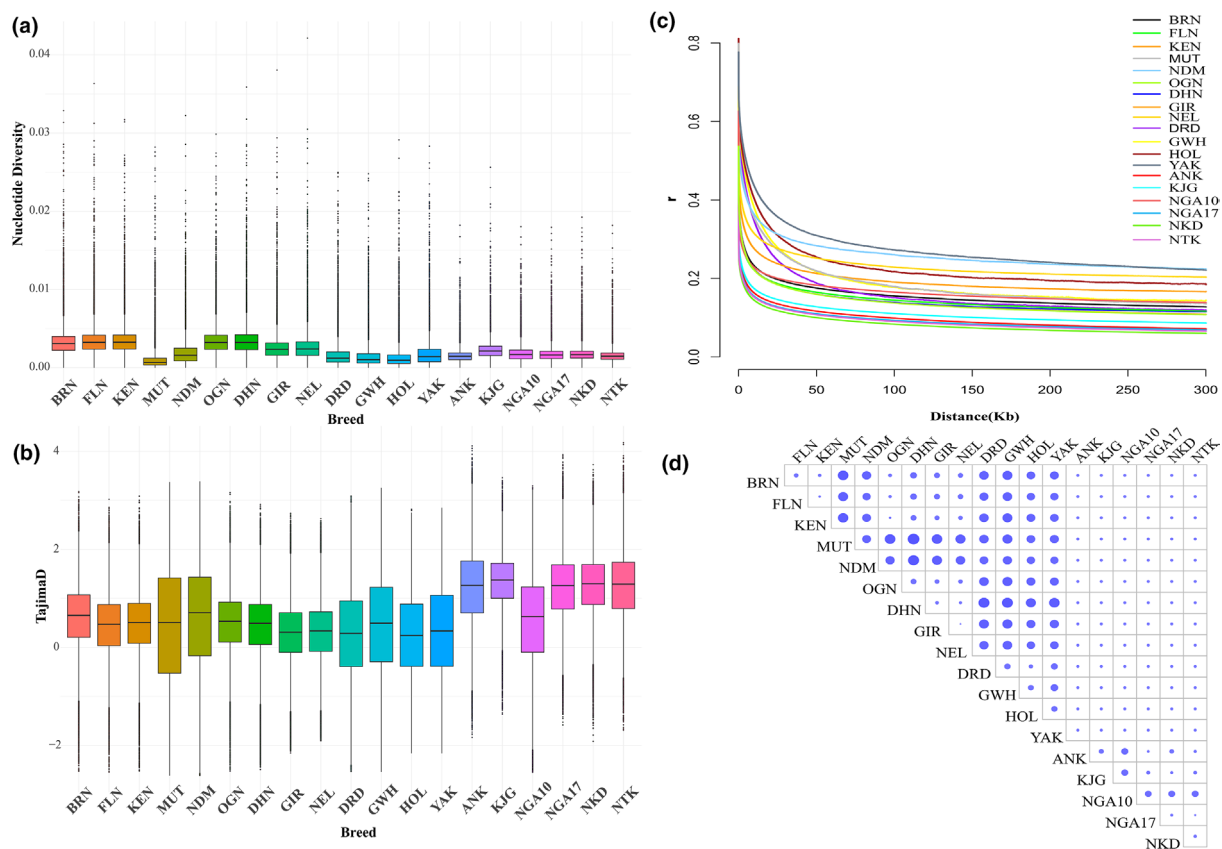 (a)
Nucleotide Diversity
0.04
0.03
0.02
0.01
0.00
BRN FLN KEN MUT NDM OGN DHN GIR NEL DRD GWH HOL YAK ANK KJG NGA10 NGA17 NKD NTK
Breed
(b)
TajimaD
4
2
0
−2
BRN FLN KEN MUT NDM OGN DHN GIR NEL DRD GWH HOL YAK ANK KJG NGA10 NGA17 NKD NTK
Breed
(c)
r
0.8
0.6
0.4
0.2
0.0
0 50 100 150 200 250 300
Distance(Kb)
BRN
FLN
KEN
MUT
NDM
OGN
DHN
GIR
NEL
DRD
GWH
HOL
YAK
ANK
KJG
NGA10
NGA17
NKD
NTK
(d)
FLN KEN MUT NDM OGN DHN GIR NEL DRD GWH HOL YAK ANK KJG NGA10 NGA17 NKD NTK
BRN
FLN
KEN
MUT
NDM
OGN
DHN
GIR
NEL
DRD
GWH
HOL
YAK
ANK
KJG
NGA10
NGA17
NKD